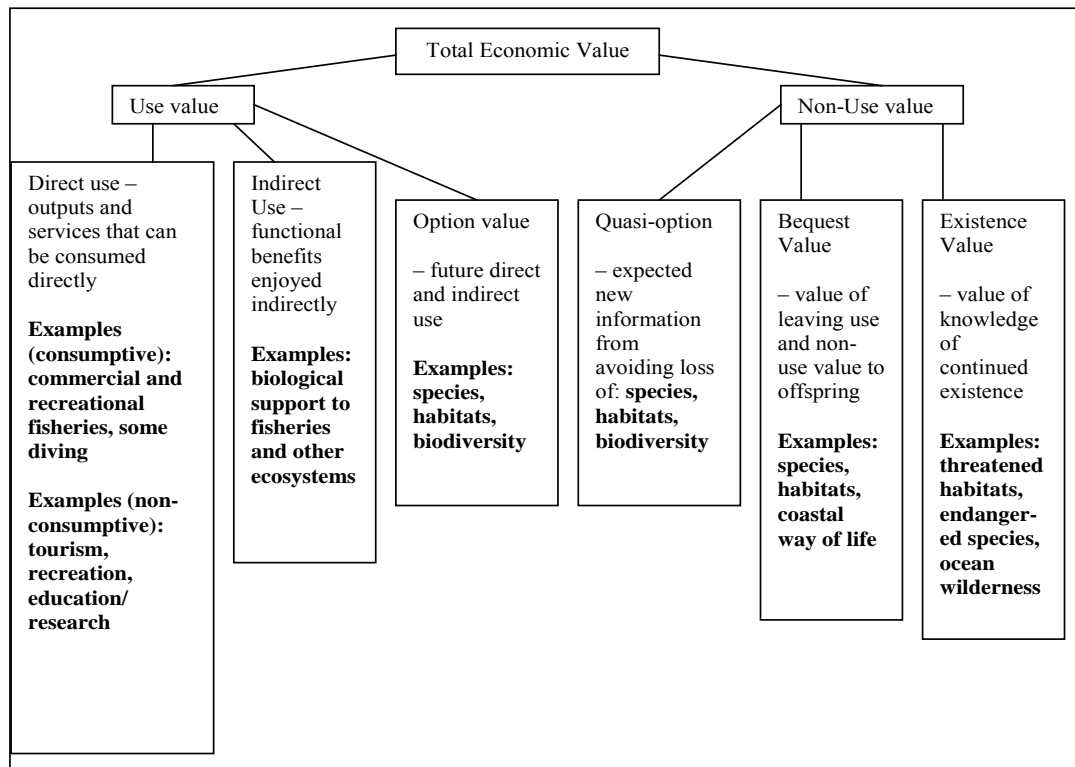 Total Economic Value
Use value
Non-Use value
Direct use –
outputs and
services that can
be consumed
directly
Examples
(consumptive):
commercial and
recreational
fisheries, some
diving
Examples (non-
consumptive):
tourism,
recreation,
education/
research
Indirect
Use –
functional
benefits
enjoyed
indirectly
Examples:
biological
support to
fisheries
and other
ecosystems
Option value
– future direct
and indirect
use
Examples:
species,
habitats,
biodiversity
Quasi-option
– expected
new
information
from
avoiding loss
of: species,
habitats,
biodiversity
Bequest
Value
– value of
leaving use
and non-
use value to
offspring
Examples:
species,
habitats,
coastal
way of life
Existence
Value
– value of
knowledge
of
continued
existence
Examples:
threatened
habitats,
endanger-
ed species,
ocean
wilderness